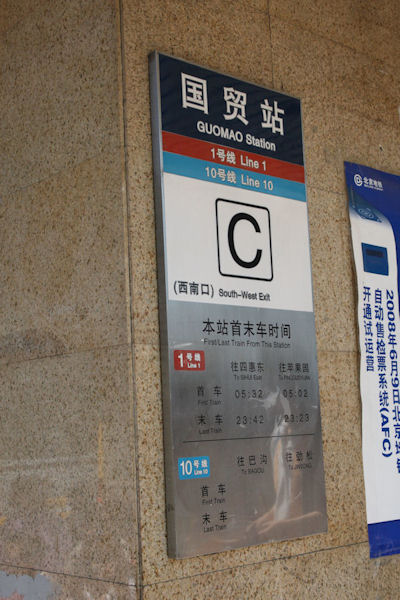 国贸站
GUOMAO Station
1号线 Line 1
10号线 Line 10
C
(西南口) South-West Exit
本站首末车时间
First/Last Train From This Station
1号线
Line 1
往四惠东 往苹果园
To SIHUI East To PINGGUOYUAN
首车 05:32 05:02
First Train
末车 23:42 23:23
Last Train
10号线
Line 10
往巴沟 往劲松
To BAGOU To JINSONG
首车
First Train
末车
Last Train
北京地铁
2008年6月9日北京地铁
自动售检票系统(AFC)
开通试运营